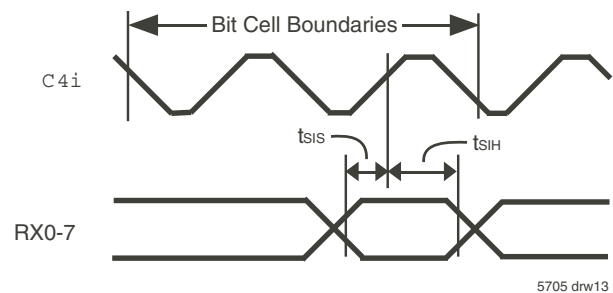 Bit Cell Boundaries
C4i
tSIS
tSIH
RX0-7
5705 drw13